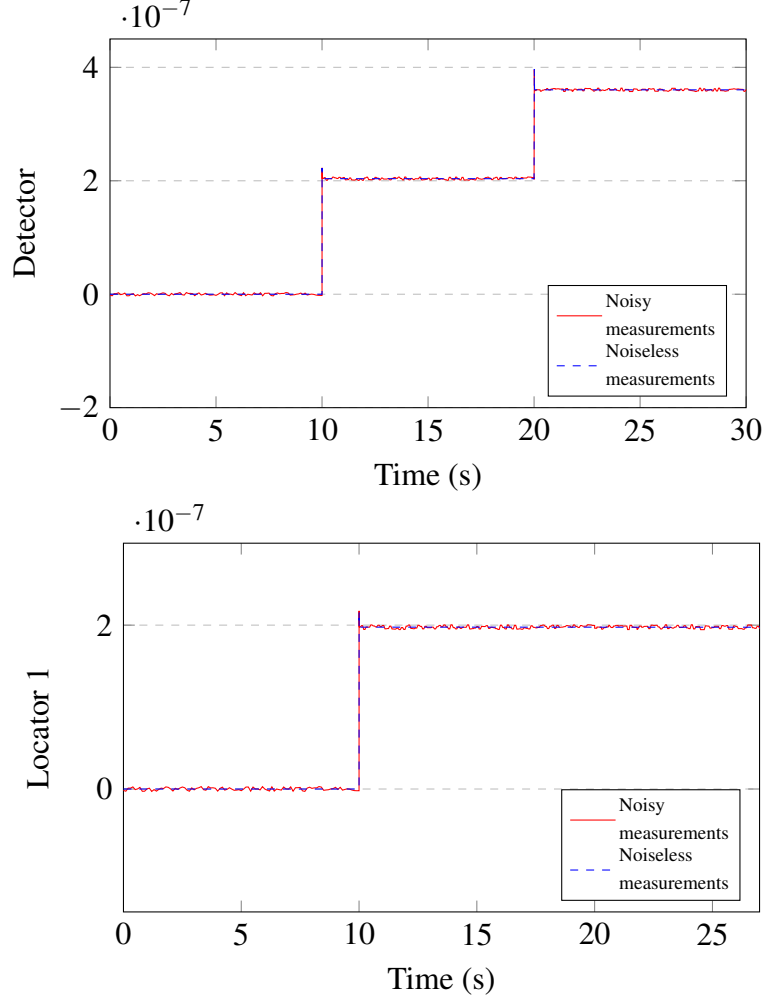 ·10⁻⁷
4
2
0
−2
0 5 10 15 20 25 30
Detector
Time (s)
Noisy
measurements
Noiseless
measurements
·10⁻⁷
2
0
0 5 10 15 20 25
Locator 1
Time (s)
Noisy
measurements
Noiseless
measurements